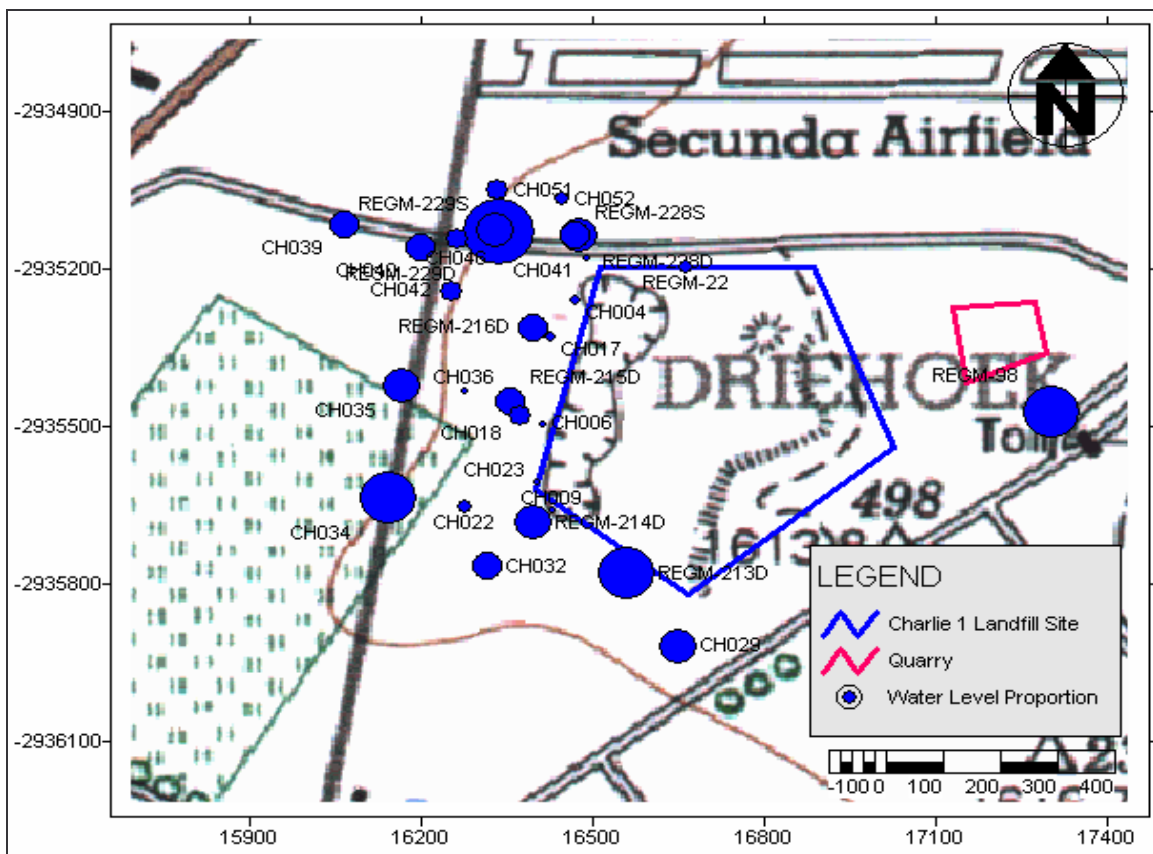 -2934900
Secunda Airfield
N
CH051
CH052
REGM-229S
REGM-228S
CH039
CH046
CH041
REGM-228D
-2935200
REGM-229D
CH042
REGM-22
CH004
REGM-216D
CH017
DRIEHOEK
CH036
REGM-215D
REGM-98
CH035
CH018
CH006
-2935500
CH023
CH009
498
CH034
CH022
REGM-214D
CH032
REGM-213D
-2935800
LEGEND
Charlie 1 Landfill Site
CH029
Quarry
Water Level Proportion
-2936100
-100 0 100 200 300 400
15900 16200 16500 16800 17100 17400